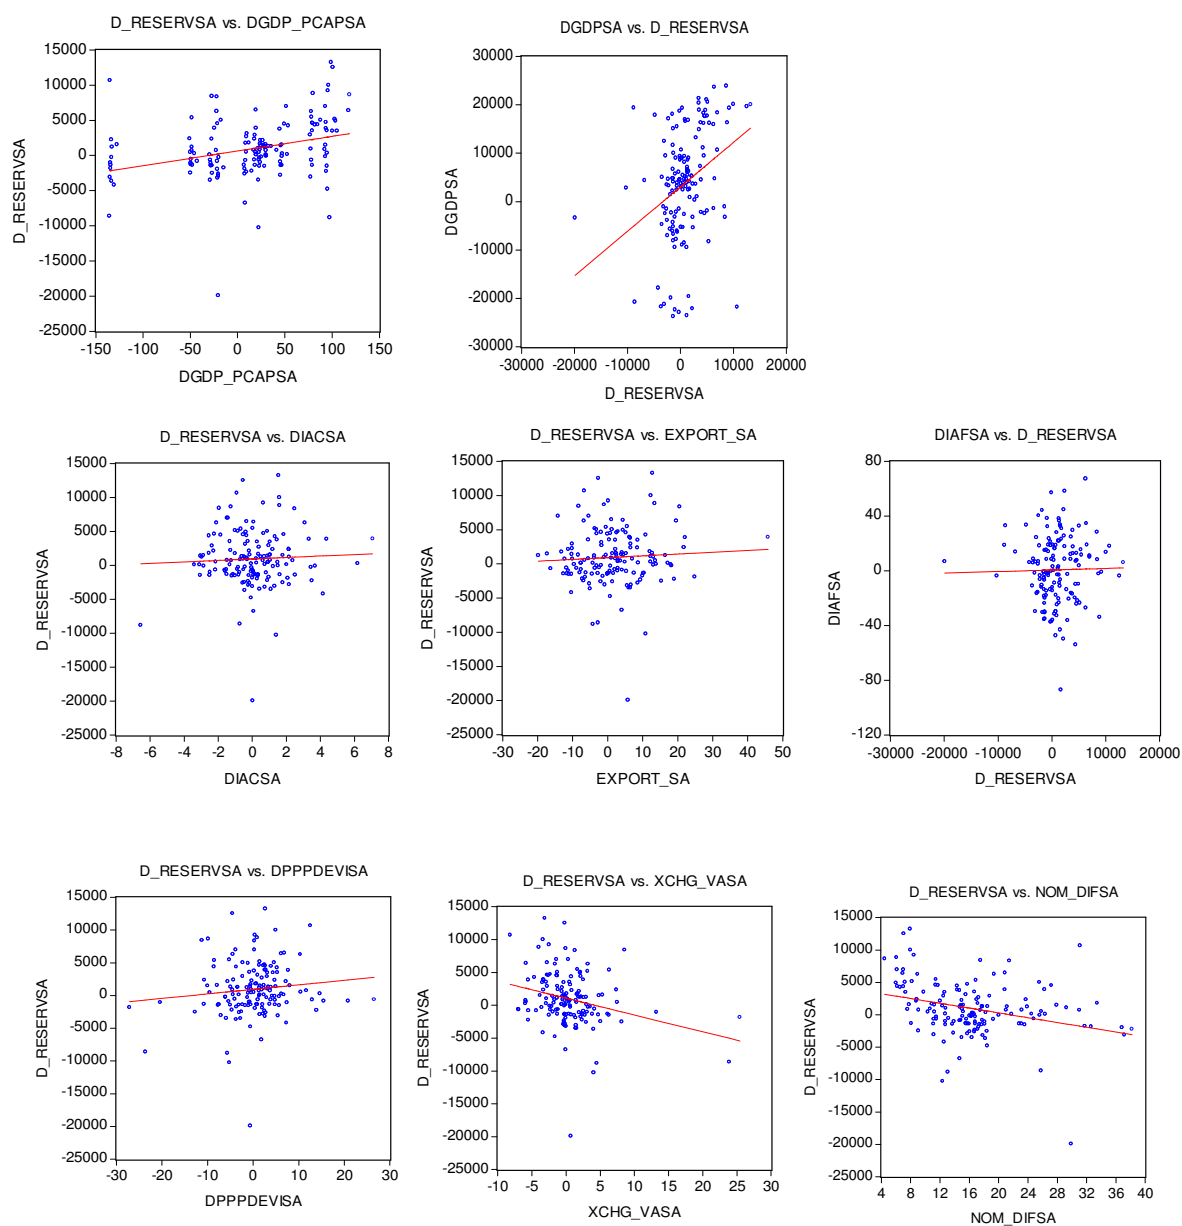 D_RESERVSA vs. DGDP_PCAPSA
15000
10000
5000
0
-5000
-10000
-15000
-20000
-25000
D_RESERVSA
-150 -100 -50 0 50 100 150
DGDP_PCAPSA
DGDPSA vs. D_RESERVSA
30000
20000
10000
0
-10000
-20000
-30000
DGDPSA
-30000 -20000 -10000 0 10000 20000
D_RESERVSA
D_RESERVSA vs. DIACSA
15000
10000
5000
0
-5000
-10000
-15000
-20000
-25000
D_RESERVSA
-8 -6 -4 -2 0 2 4 6 8
DIACSA
D_RESERVSA vs. EXPORT_SA
15000
10000
5000
0
-5000
-10000
-15000
-20000
-25000
D_RESERVSA
-30 -20 -10 0 10 20 30 40 50
EXPORT_SA
DIAFSA vs. D_RESERVSA
80
40
0
-40
-80
-120
DIAFSA
-30000 -20000 -10000 0 10000 20000
D_RESERVSA
D_RESERVSA vs. DPPPDEVISA
15000
10000
5000
0
-5000
-10000
-15000
-20000
-25000
D_RESERVSA
-30 -20 -10 0 10 20 30
DPPPDEVISA
D_RESERVSA vs. XCHG_VASA
15000
10000
5000
0
-5000
-10000
-15000
-20000
-25000
D_RESERVSA
-10 -5 0 5 10 15 20 25 30
XCHG_VASA
D_RESERVSA vs. NOM_DIFSA
15000
10000
5000
0
-5000
-10000
-15000
-20000
-25000
D_RESERVSA
4 8 12 16 20 24 28 32 36 40
NOM_DIFSA